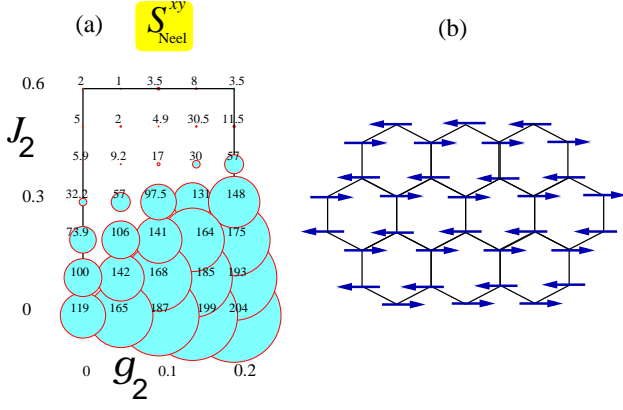 (a) S^xy_Neel (b)
0.6 2 1 3.5 8 3.5
J_2 5 2 4.9 30.5 11.5
5.9 9.2 17 30 57
0.3 32.2 57 97.5 131 148
73.9 106 141 164 175
100 142 168 185 193
0 119 165 187 199 204
0 0.1 0.2
g_2